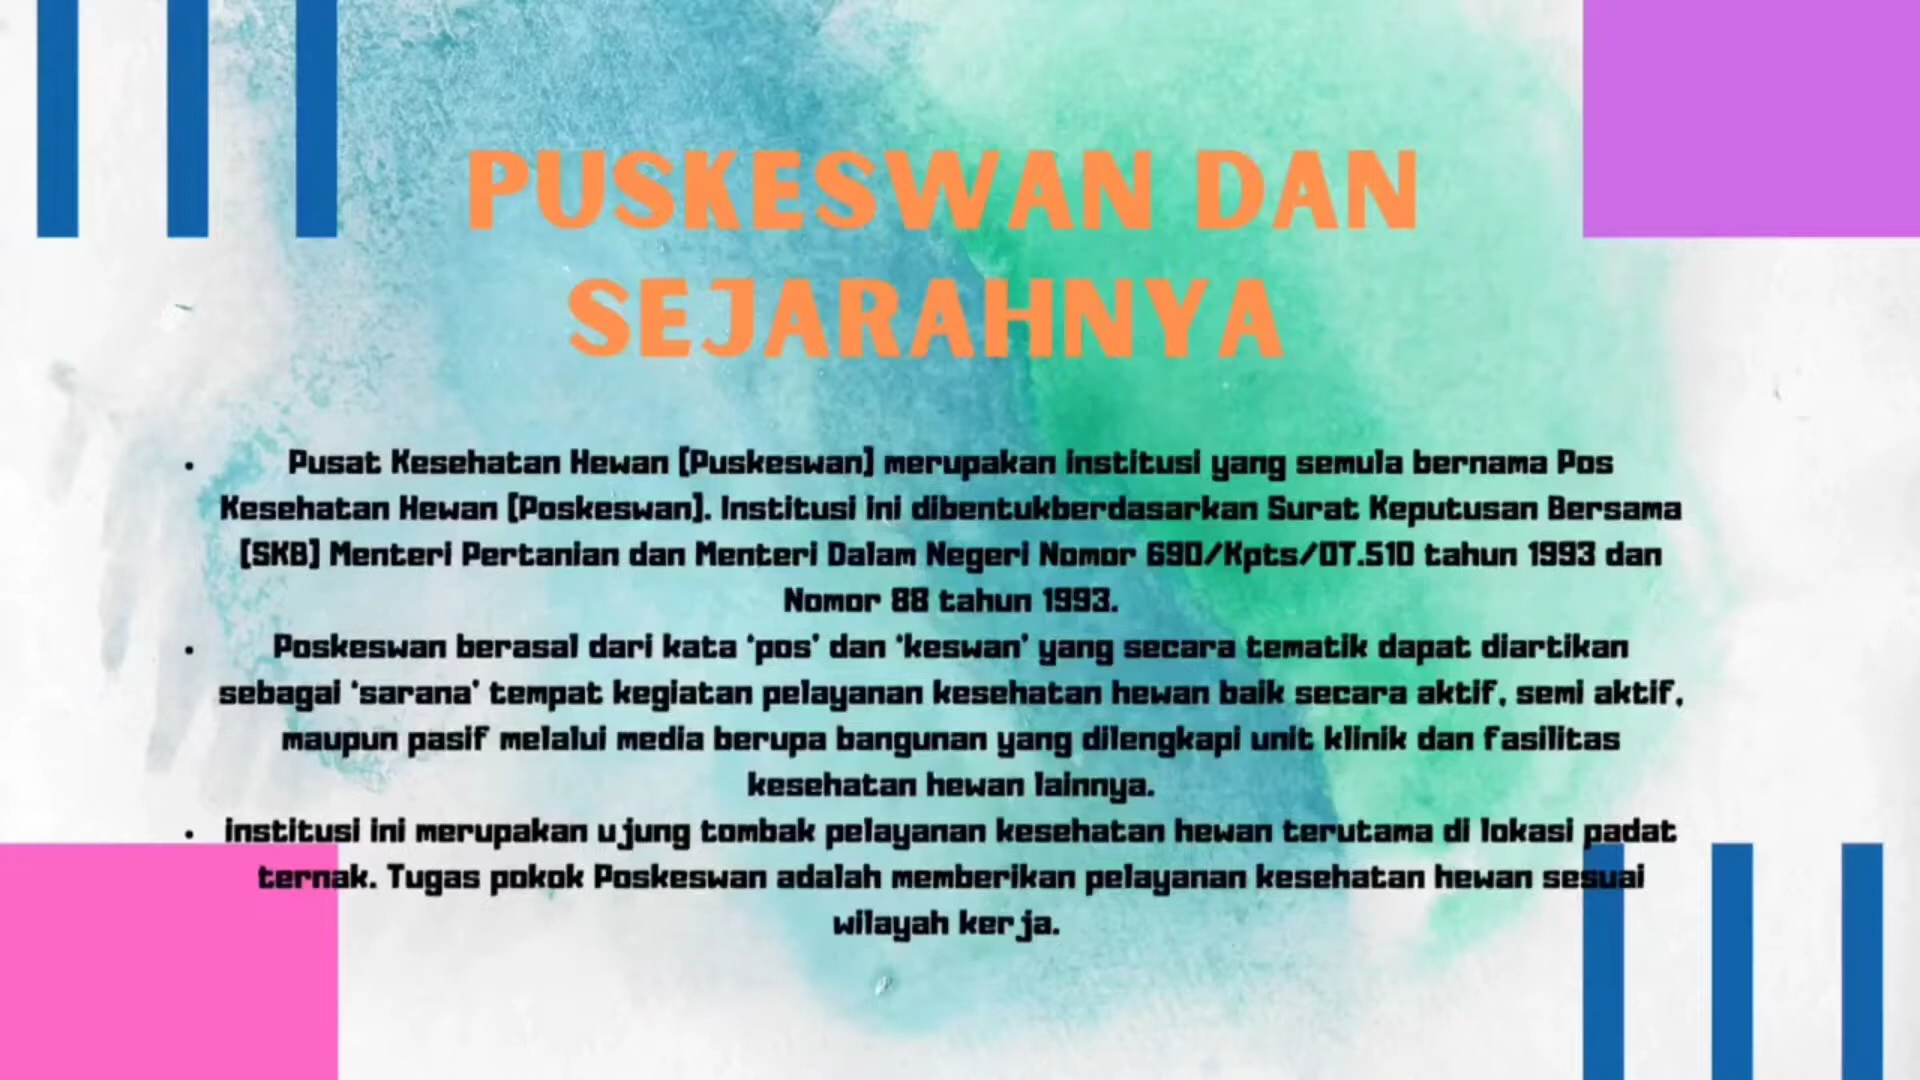 PUSKESWAN DAN
SEJARAHNYA
• Pusat Kesehatan Hewan (Puskeswan) merupakan institusi yang semula bernama Pos
Kesehatan Hewan (Poskeswan). Institusi ini dibentukberdasarkan Surat Keputusan Bersama
(SKB) Menteri Pertanian dan Menteri Dalam Negeri Nomor 690/Kpts/OT.510 tahun 1993 dan
Nomor 88 tahun 1993.
• Poskeswan berasal dari kata ‘pos’ dan ‘keswan’ yang secara tematik dapat diartikan
sebagai ‘sarana’ tempat kegiatan pelayanan kesehatan hewan baik secara aktif, semi aktif,
maupun pasif melalui media berupa bangunan yang dilengkapi unit klinik dan fasilitas
kesehatan hewan lainnya.
• institusi ini merupakan ujung tombak pelayanan kesehatan hewan terutama di lokasi padat
ternak. Tugas pokok Poskeswan adalah memberikan pelayanan kesehatan hewan sesuai
wilayah kerja.